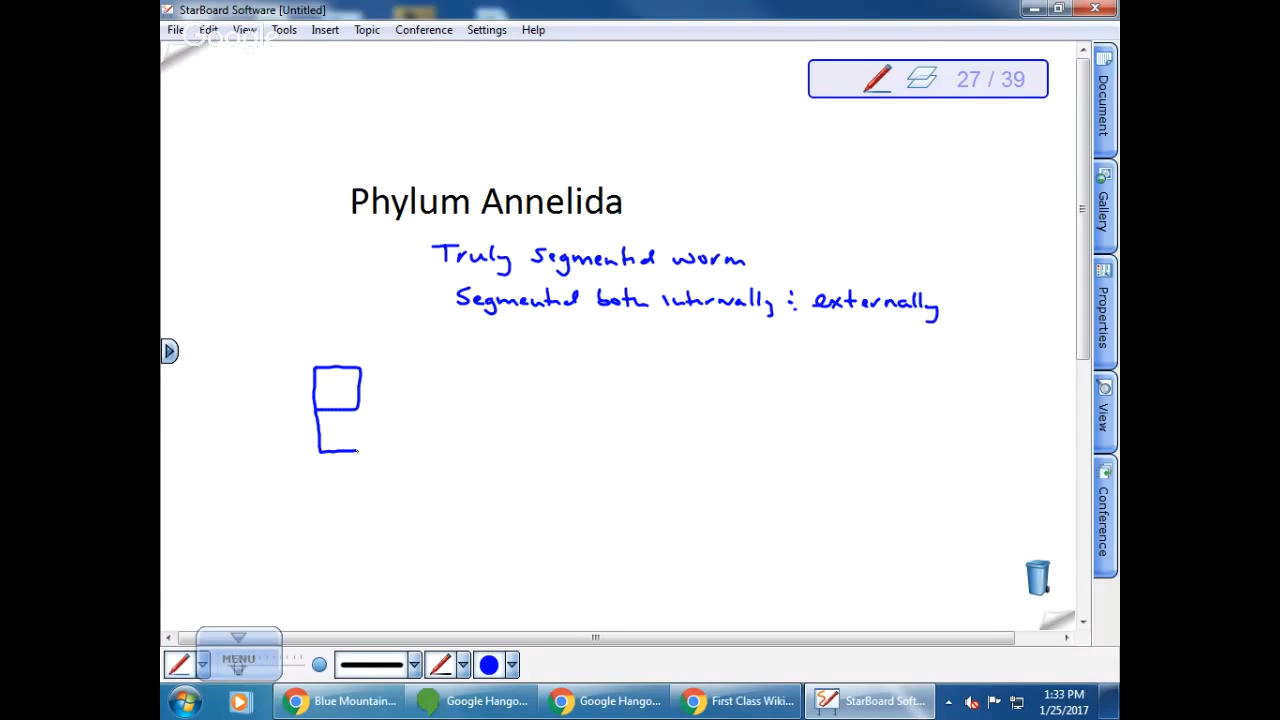 StarBoard Software [Untitled]
File Edit View Tools Insert Topic Conference Settings Help
Google
27 / 39
Document
Gallery
Properties
View
Conference
Phylum Annelida
Truly segmented worm
Segmented both internally & externally
MENU
Blue Mountain...
Google Hango...
Google Hango...
First Class Wiki...
StarBoard Soft...
1:33 PM
1/25/2017